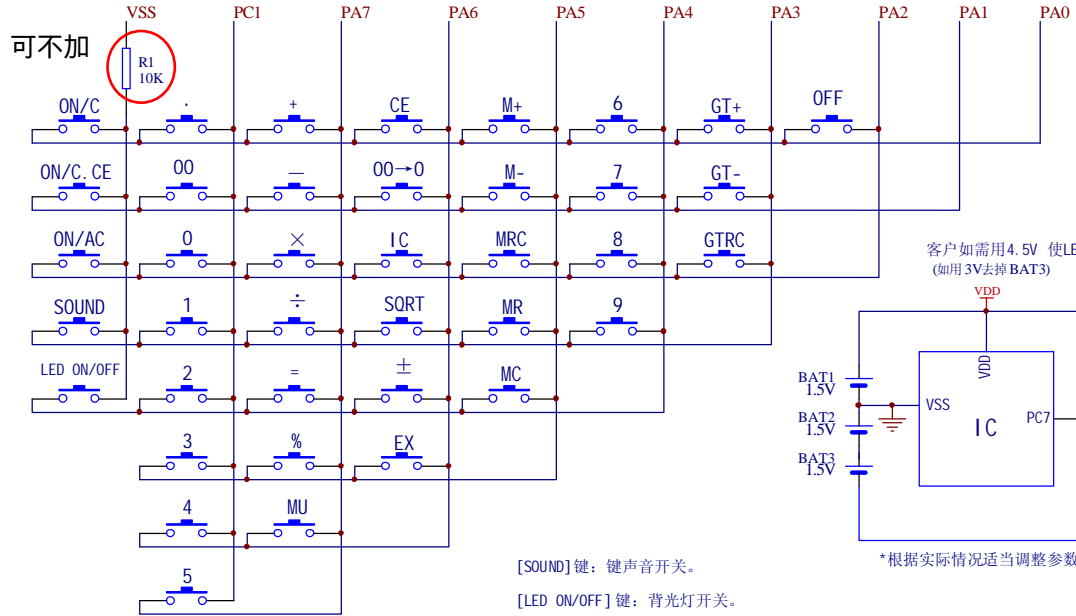 VSS PC1 PA7 PA6 PA5 PA4 PA3 PA2 PA1 PA0
可不加
R1
10K
ON/C . + CE M+ 6 GT+ OFF
ON/C.CE 00 — 00→0 M- 7 GT-
ON/AC 0 × IC MRC 8 GTRC
SOUND 1 ÷ SQRT MR 9
LED ON/OFF 2 = ± MC
3 % EX
4 MU
5
客户如需用4.5V 使LE
(如用3V去掉BAT3)
VDD
VDD
BAT1
1.5V
VSS
BAT2
1.5V
IC
PC7
BAT3
1.5V
*根据实际情况适当调整参数
[SOUND]键：键声音开关。
[LED ON/OFF]键：背光灯开关。